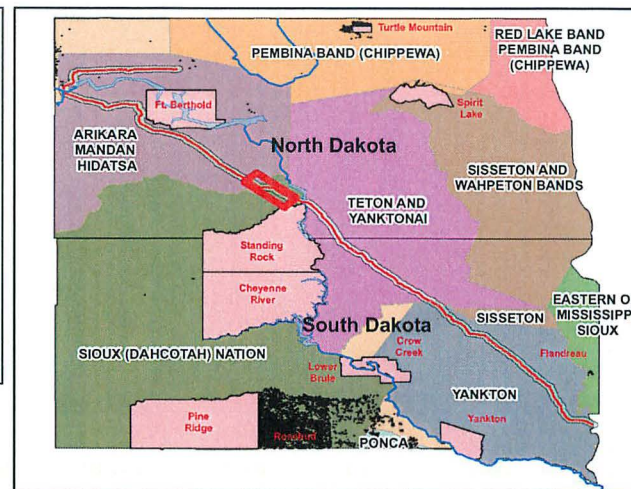 Turtle Mountain
PEMBINA BAND (CHIPPEWA)
RED LAKE BAND
PEMBINA BAND
(CHIPPEWA)
Ft. Berthold
Spirit
Lake
ARIKARA
MANDAN
HIDATSA
North Dakota
SISSETON AND
WAHPETON BANDS
TETON AND
YANKTONAI
Standing
Rock
Cheyenne
River
South Dakota
SISSETON
EASTERN O
MISSISSIP
SIOUX
SIOUX (DAHCOTAH) NATION
Crow
Creek
Flandreau
Lower
Brule
YANKTON
Pine
Ridge
Rosebud
Yankton
PONCA